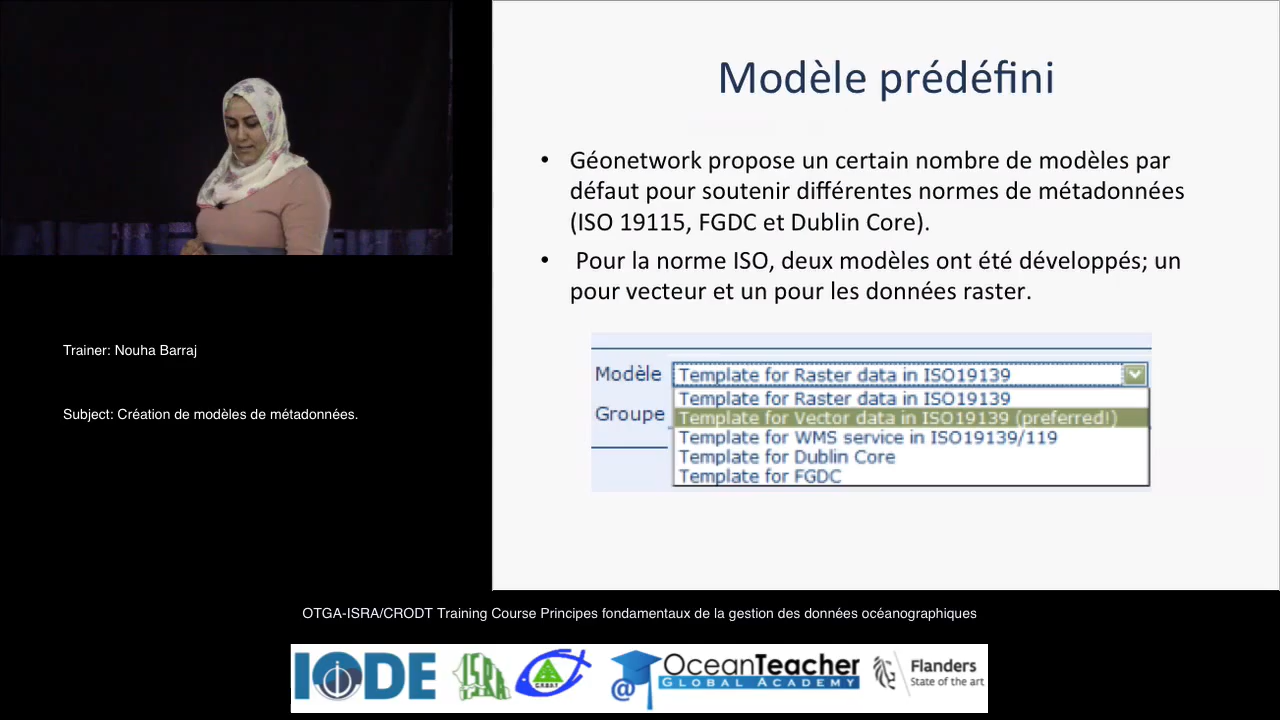 Modèle prédéfini
• Géonetwork propose un certain nombre de modèles par
défaut pour soutenir différentes normes de métadonnées
(ISO 19115, FGDC et Dublin Core).
• Pour la norme ISO, deux modèles ont été développés; un
pour vecteur et un pour les données raster.
Modèle Template for Raster data in ISO19139
Template for Raster data in ISO19139
Groupe Template for Vector data in ISO19139 (preferred!)
Template for WMS service in ISO19139/119
Template for Dublin Core
Template for FGDC
Trainer: Nouha Barraj
Subject: Création de modèles de métadonnées.
OTGA-ISRA/CRODT Training Course Principes fondamentaux de la gestion des données océanographiques
IODE
ISRA
@ OceanTeacher
GLOBAL ACADEMY
Flanders
State of the art